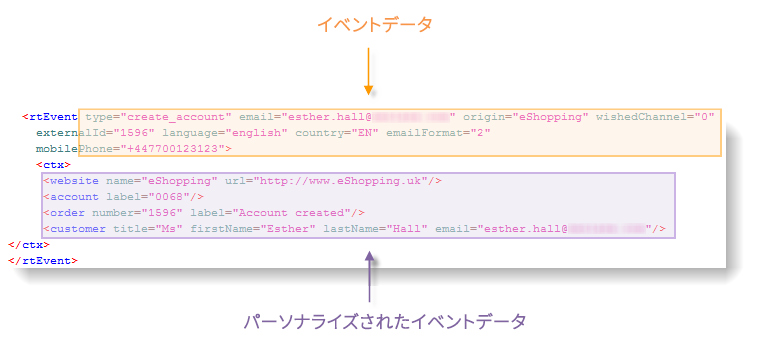 イベントデータ
<rtEvent type="create_account" email="esther.hall@" origin="eShopping" wishedChannel="0"
externalId="1596" language="english" country="EN" emailFormat="2"
mobilePhone="+447700123123">
<ctx>
<website name="eShopping" url="http://www.eShopping.uk"/>
<account label="0068"/>
<order number="1596" label="Account created"/>
<customer title="Ms" firstName="Esther" lastName="Hall" email="esther.hall@"/>
</ctx>
</rtEvent>
パーソナライズされたイベントデータ